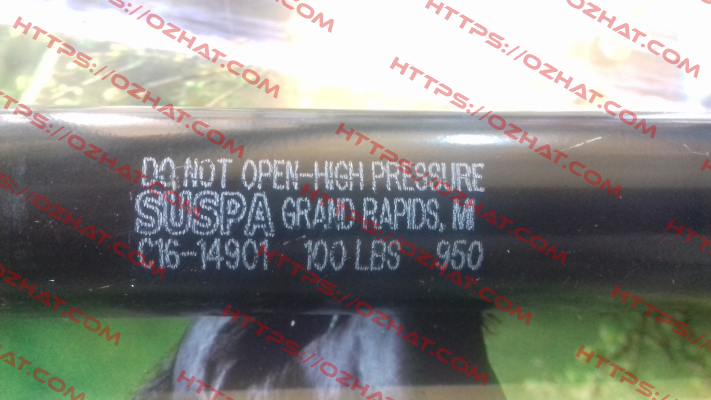 DO NOT OPEN-HIGH PRESSURE
SUSPA GRAND RAPIDS, MI
C16-14901 100 LBS 950
HTTPS://OZHAT.COM